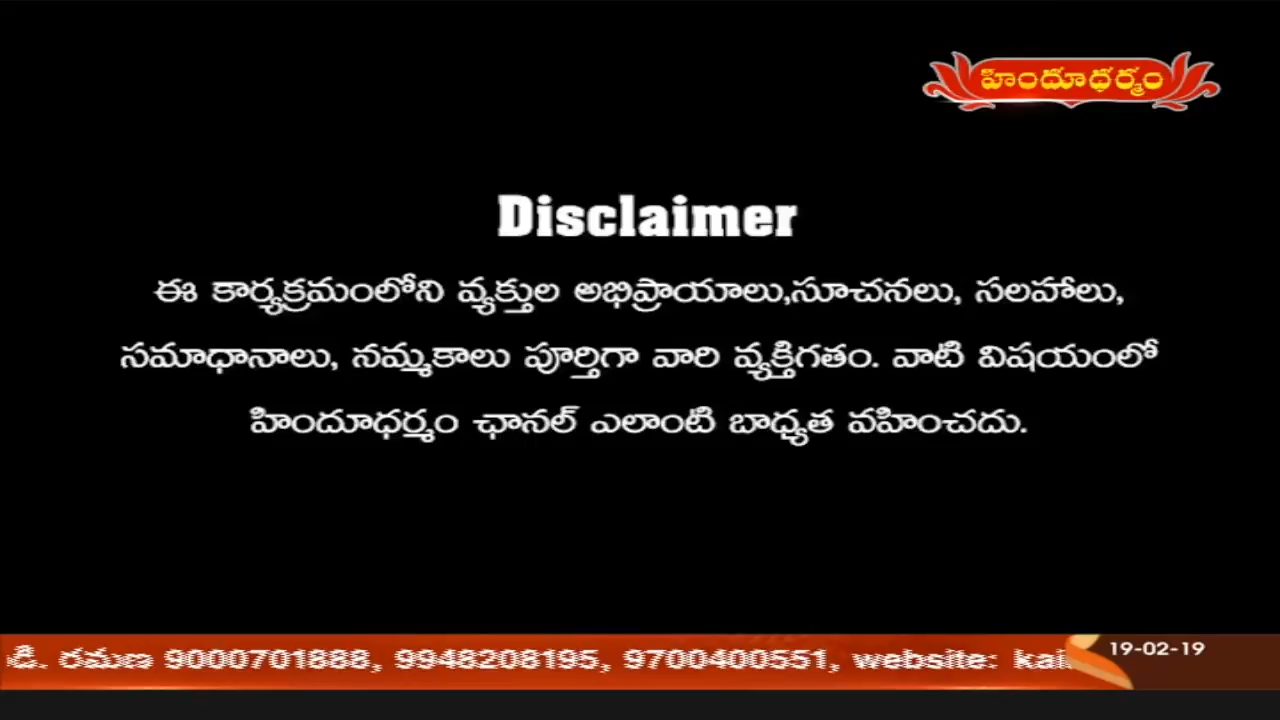 హిందూధర్మం
Disclaimer
ఈ కార్యక్రమంలోని వ్యక్తుల అభిప్రాయాలు,సూచనలు, సలహాలు,
సమాధానాలు, నమ్మకాలు పూర్తిగా వారి వ్యక్తిగతం. వాటి విషయంలో
హిందూధర్మం ఛానల్ ఎలాంటి బాధ్యత వహించదు.
డి. రమణ 9000701888, 9948208195, 9700400551, website:
19-02-19